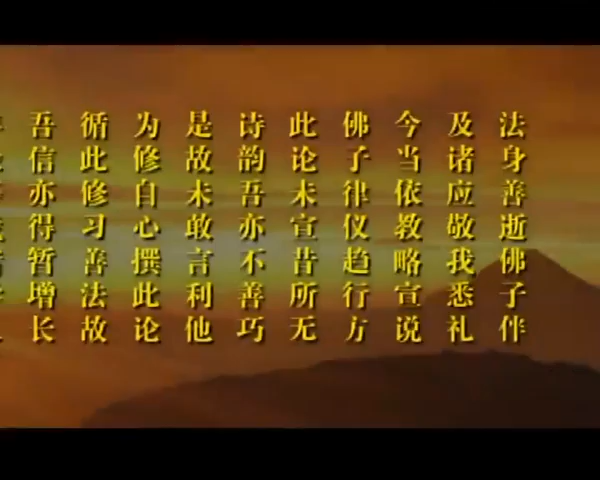 法身善逝佛子伴
及诸应敬我悉礼
今当依教略宣说
佛子律仪趋行方
此论未宣昔所无
诗韵吾亦不善巧
是故未敢言利他
为修自心撰此论
循此修习善法故
吾信亦得暂增长